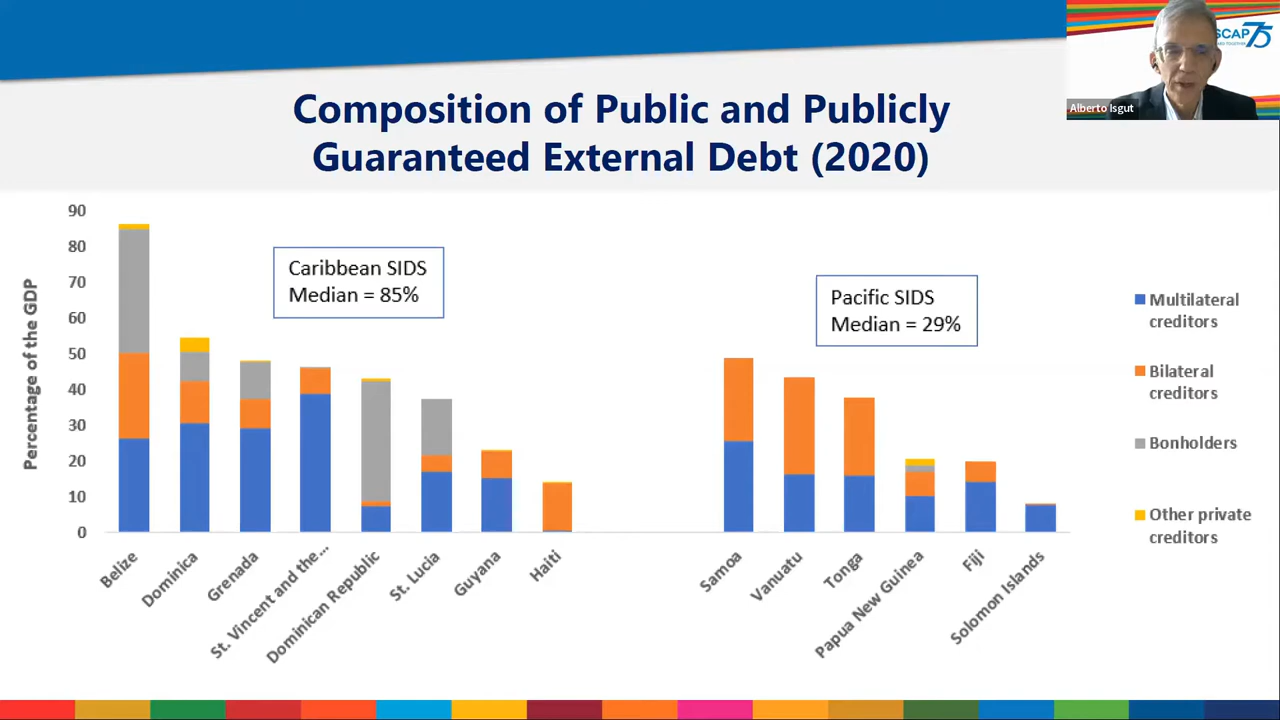 SCAP75
Alberto Isgut
Composition of Public and Publicly
Guaranteed External Debt (2020)
Percentage of the GDP
90
80
70
60
50
40
30
20
10
0
Caribbean SIDS
Median = 85%
Pacific SIDS
Median = 29%
Belize
Dominica
Grenada
St. Vincent and the...
Dominican Republic
St. Lucia
Guyana
Haiti
Samoa
Vanuatu
Tonga
Papua New Guinea
Fiji
Solomon Islands
Multilateral
creditors
Bilateral
creditors
Bonholders
Other private
creditors